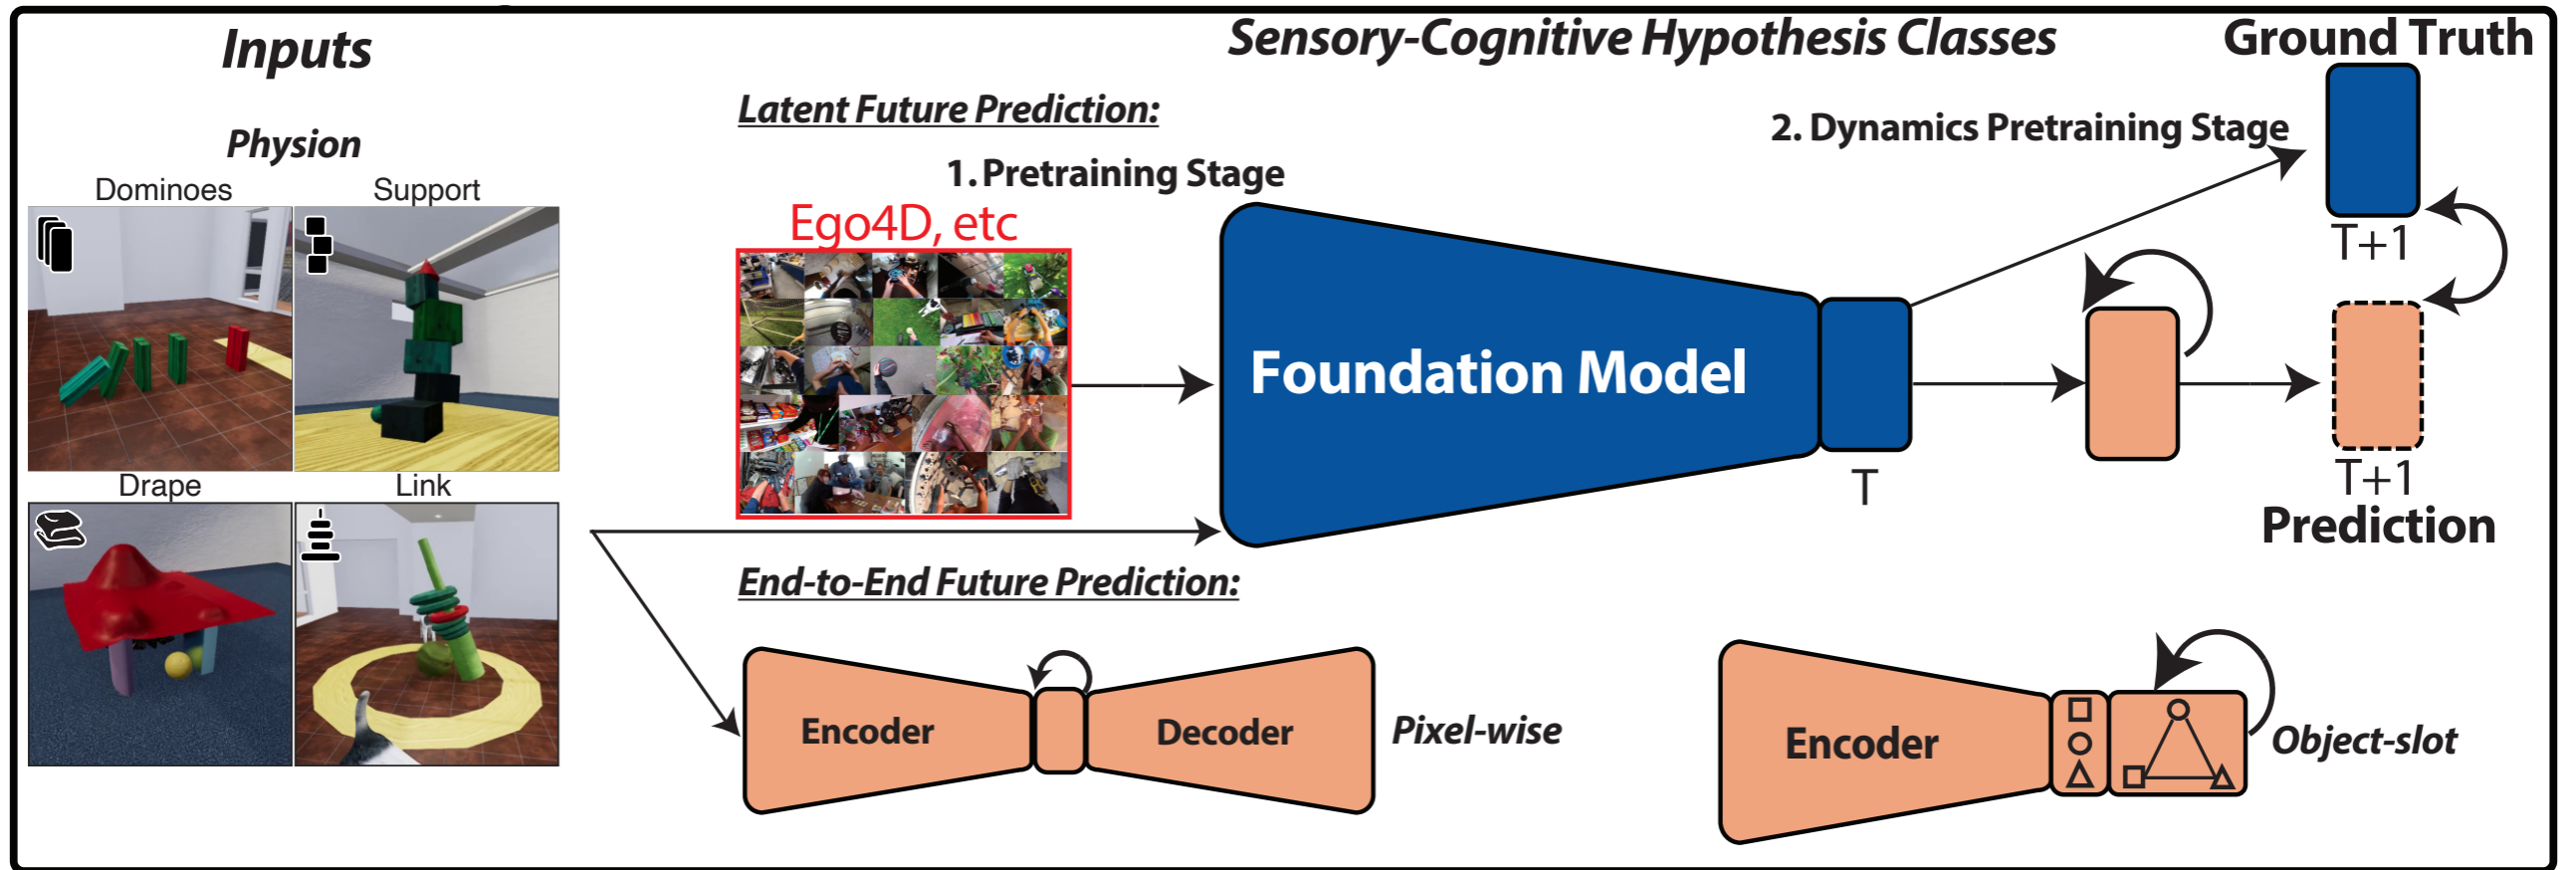 Inputs
Physion
Dominoes
Support
Drape
Link
Sensory-Cognitive Hypothesis Classes
Ground Truth
Latent Future Prediction:
2. Dynamics Pretraining Stage
1. Pretraining Stage
Ego4D, etc
Foundation Model
T
T+1
T+1
Prediction
End-to-End Future Prediction:
Encoder
Decoder
Pixel-wise
Encoder
Object-slot